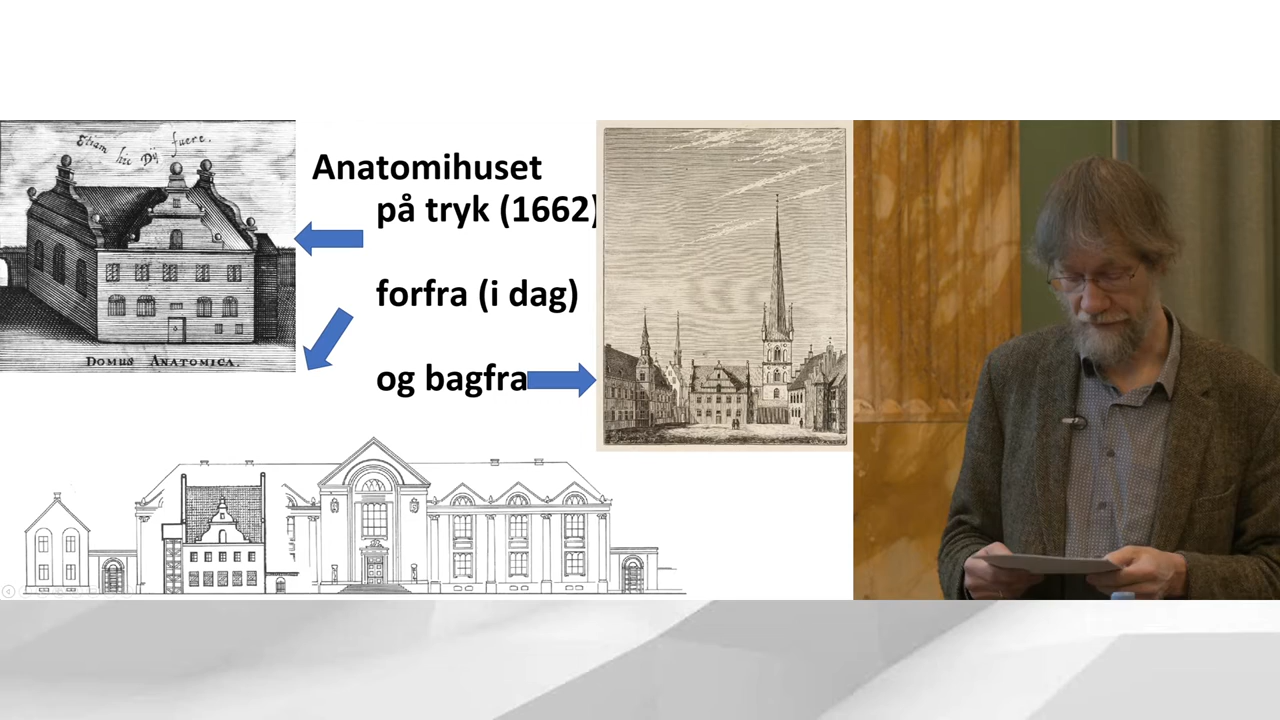 Etiam hic Dij fuere.
DOMUS ANATOMICA.
Anatomihuset
på tryk (1662)
forfra (i dag)
og bagfra